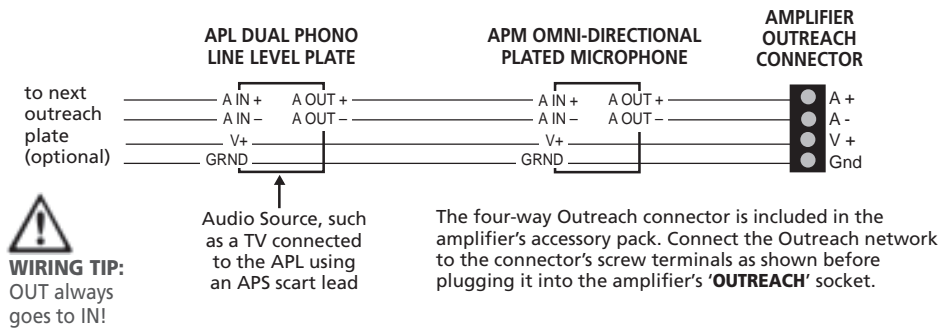 APL DUAL PHONO
LINE LEVEL PLATE
APM OMNI-DIRECTIONAL
PLATED MICROPHONE
AMPLIFIER
OUTREACH
CONNECTOR
to next
outreach
plate
(optional)
A IN +
A OUT +
A IN –
A OUT –
V+
GRND
A IN +
A OUT +
A IN –
A OUT –
V+
GRND
A +
A -
V +
Gnd
Audio Source, such
as a TV connected
to the APL using
an APS scart lead
The four-way Outreach connector is included in the
amplifier’s accessory pack. Connect the Outreach network
to the connector’s screw terminals as shown before
plugging it into the amplifier’s ‘OUTREACH’ socket.
WIRING TIP:
OUT always
goes to IN!